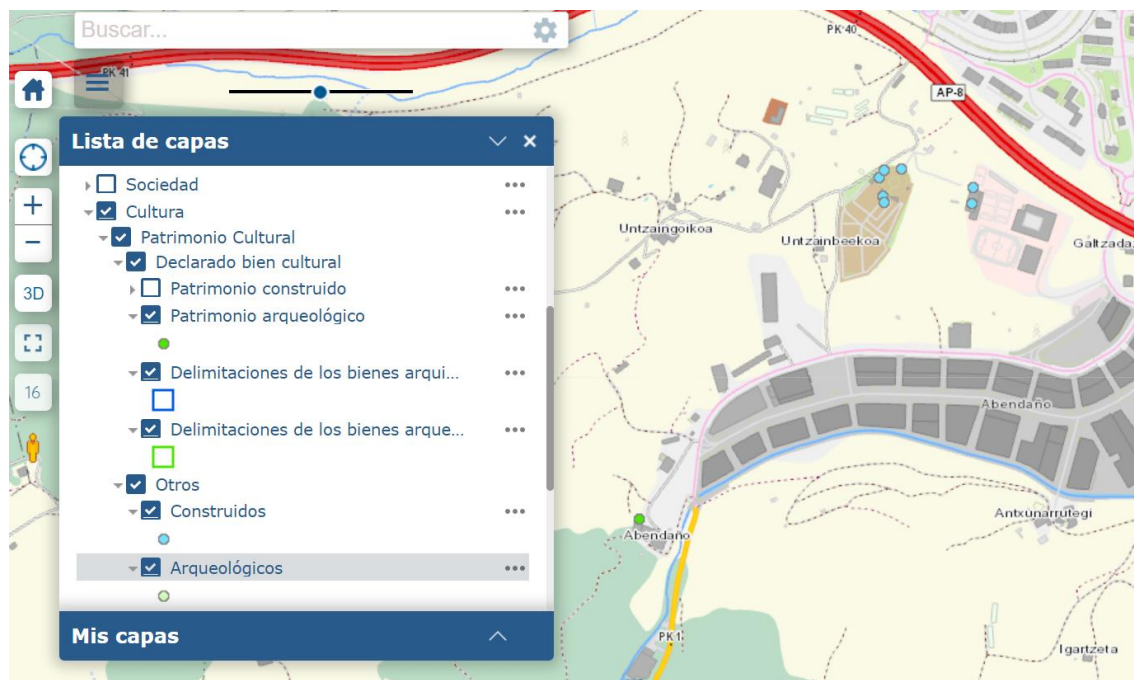 Buscar...
PK 41
Lista de capas
Sociedad
Cultura
Patrimonio Cultural
Declarado bien cultural
Patrimonio construido
Patrimonio arqueológico
Delimitaciones de los bienes arqui...
Delimitaciones de los bienes arque...
Otros
Construidos
Arqueológicos
Mis capas
3D
16
PK 40
AP-8
Untzaingoikoa
Untzainbeekoa
Galtzada
Abendaño
Antxunarrutegi
Abendaño
PK 1
Igartzeta